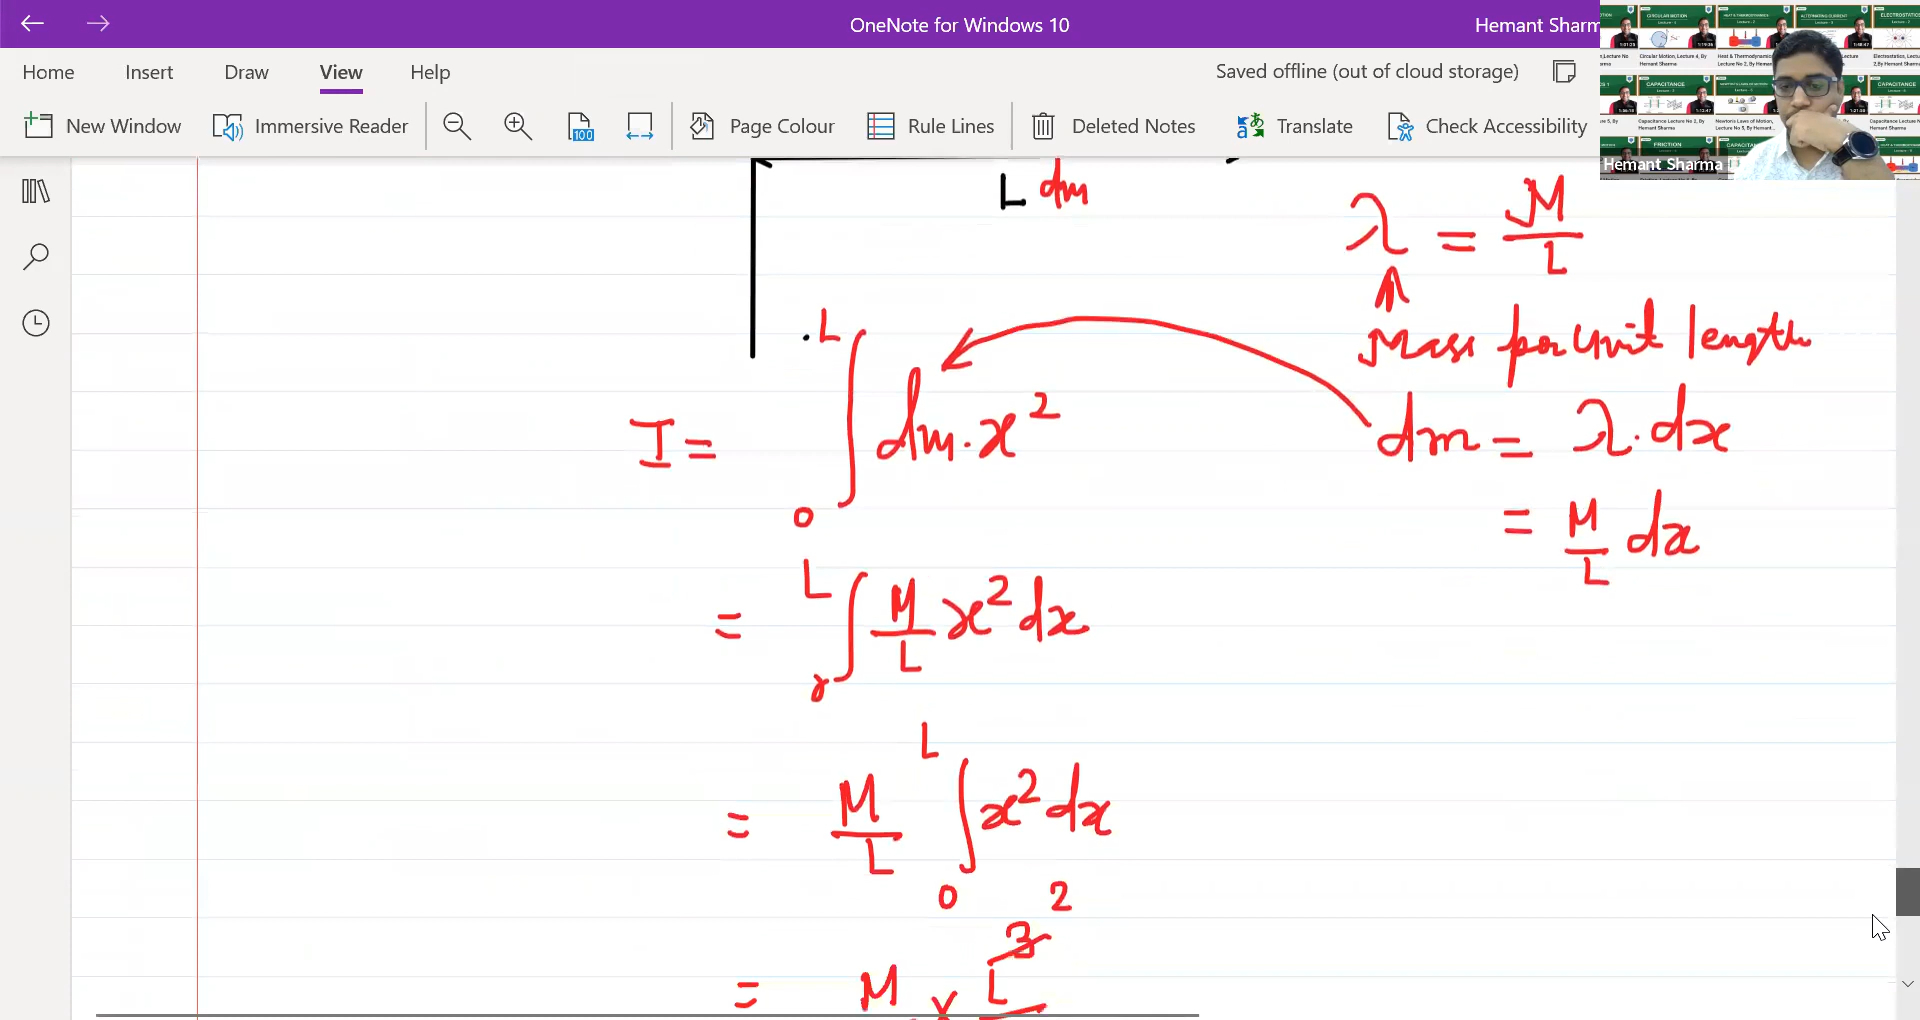 OneNote for Windows 10
Hemant Sharm
Home Insert Draw View Help
Saved offline (out of cloud storage)
New Window Immersive Reader 100 Page Colour Rule Lines Deleted Notes Translate Check Accessibility
Hemant Sharma
L dm
λ = M/L
Mass per unit length
I = ∫₀ᴸ dm·x²
dm = λ·dx
= M/L dx
= ∫₀ᴸ M/L x² dx
= M/L ∫₀ᴸ x² dx
= M × L³ 2